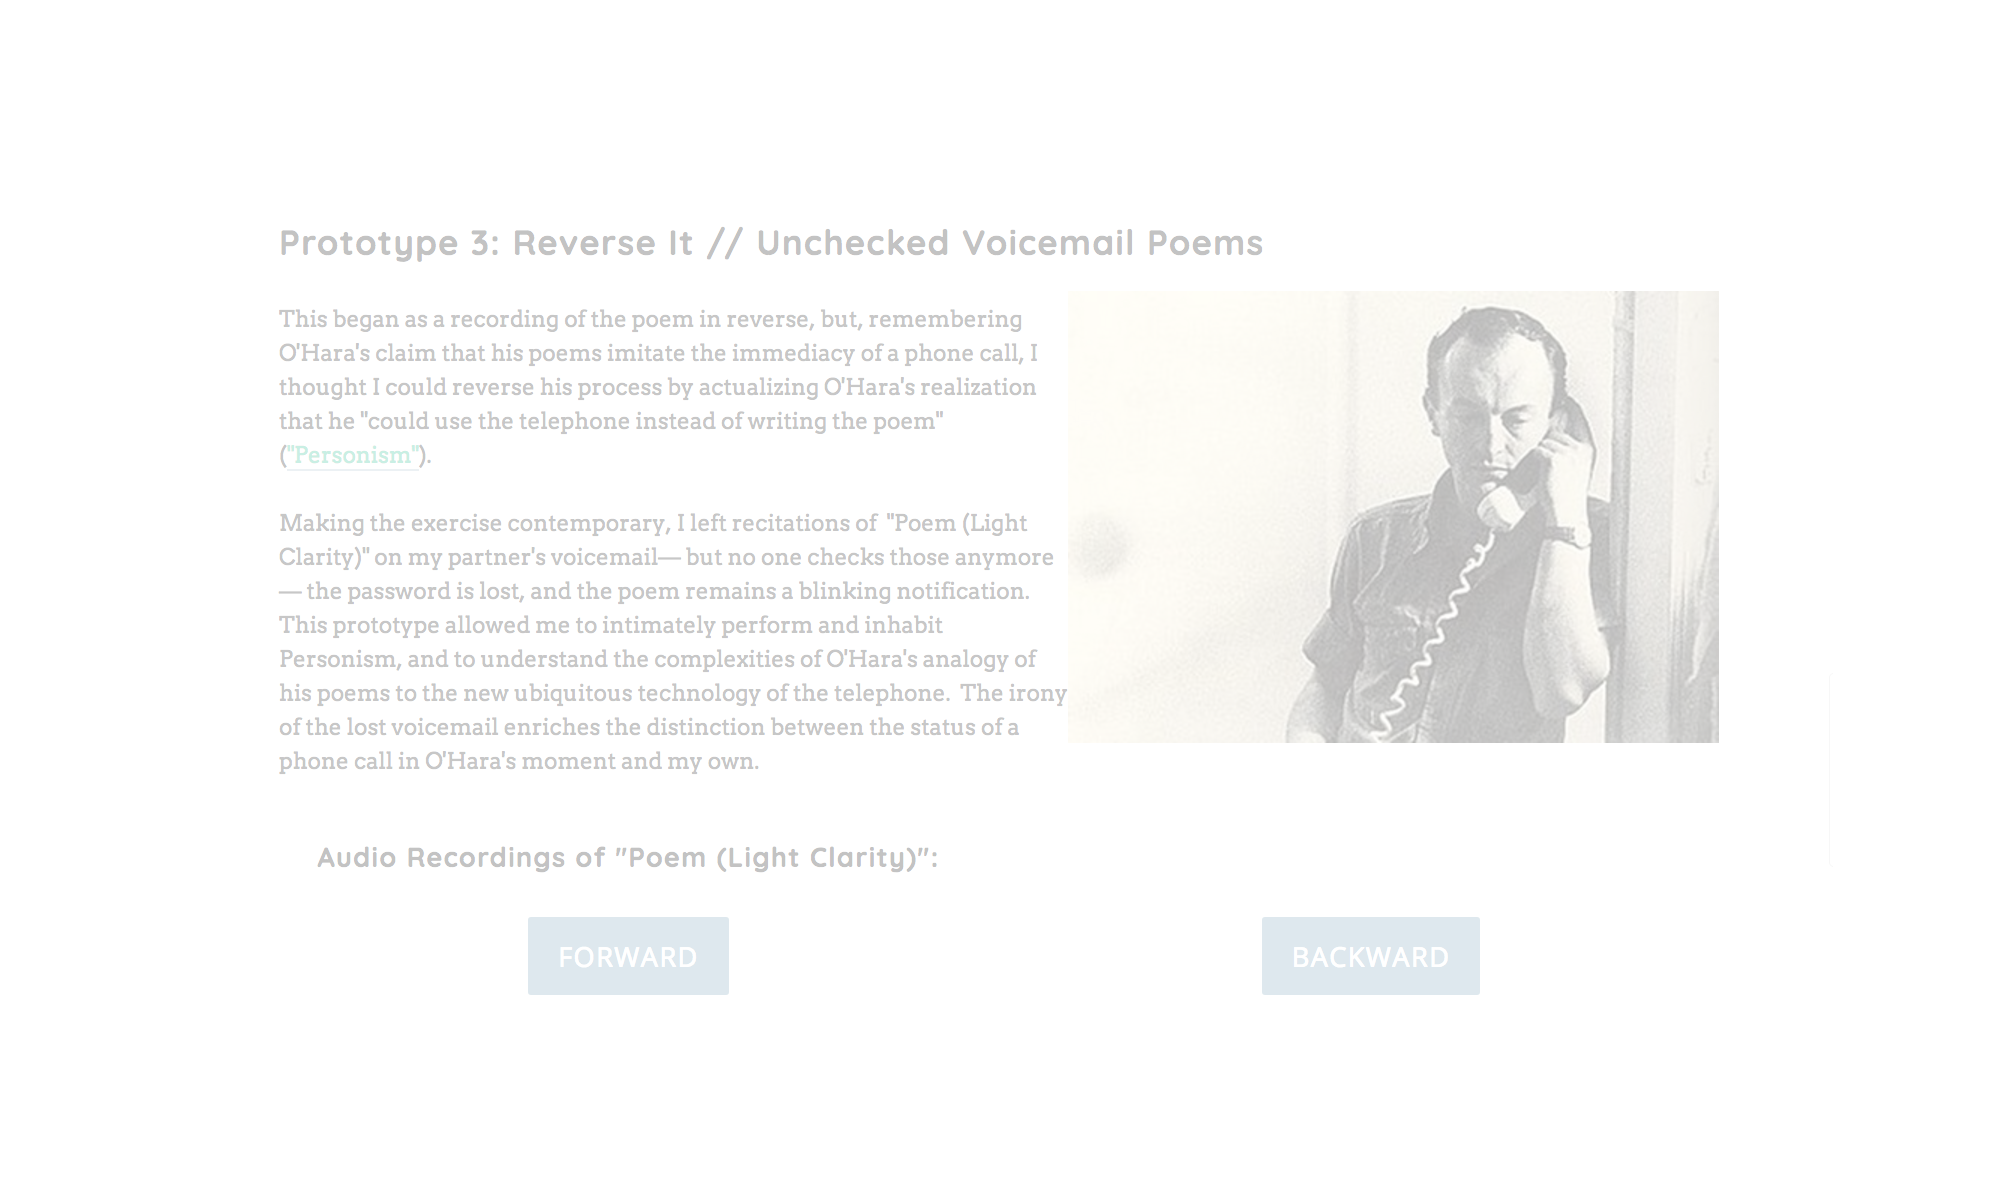 Prototype 3: Reverse It // Unchecked Voicemail Poems
This began as a recording of the poem in reverse, but, remembering
O'Hara's claim that his poems imitate the immediacy of a phone call, I
thought I could reverse his process by actualizing O'Hara's realization
that he "could use the telephone instead of writing the poem"
("Personism").
Making the exercise contemporary, I left recitations of  "Poem (Light
Clarity)" on my partner's voicemail— but no one checks those anymore
— the password is lost, and the poem remains a blinking notification.
This prototype allowed me to intimately perform and inhabit
Personism, and to understand the complexities of O'Hara's analogy of
his poems to the new ubiquitous technology of the telephone.  The irony
of the lost voicemail enriches the distinction between the status of a
phone call in O'Hara's moment and my own.
Audio Recordings of "Poem (Light Clarity)":
FORWARD
BACKWARD